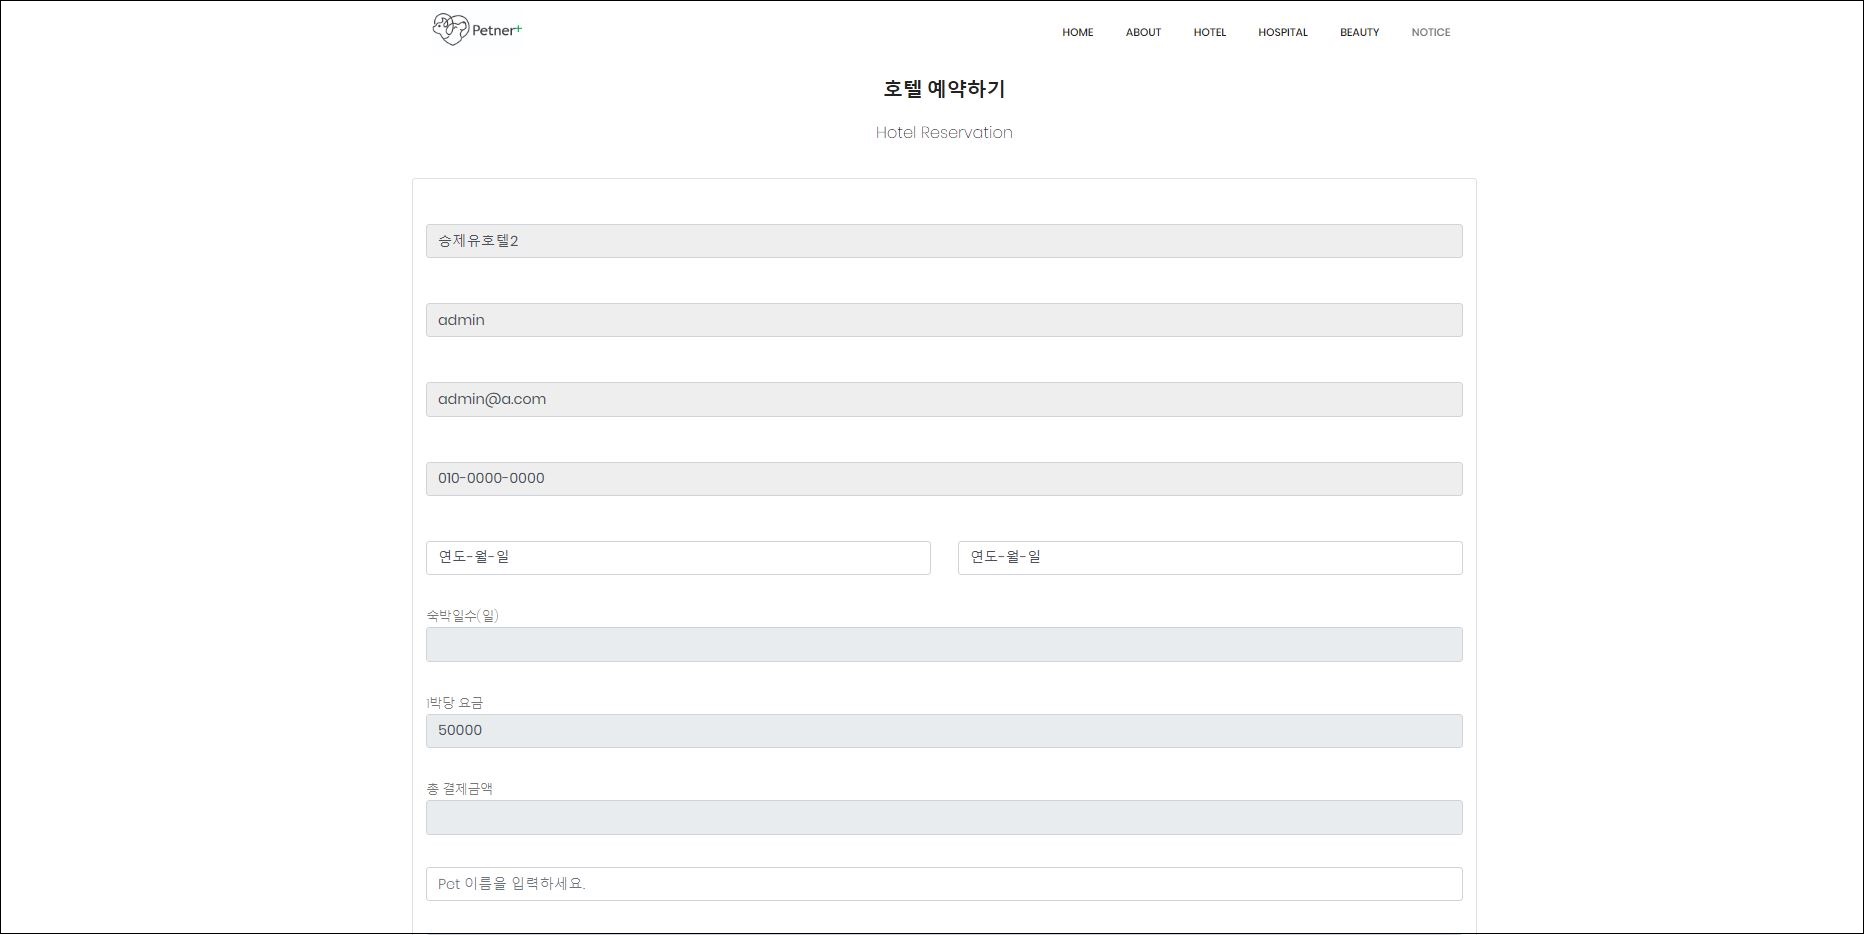 Petner+
HOME ABOUT HOTEL HOSPITAL BEAUTY NOTICE
호텔 예약하기
Hotel Reservation
승제유호텔2
admin
admin@a.com
010-0000-0000
연도-월-일 연도-월-일
숙박일수(일)
1박당 요금
50000
총 결제금액
Pet 이름을 입력하세요.